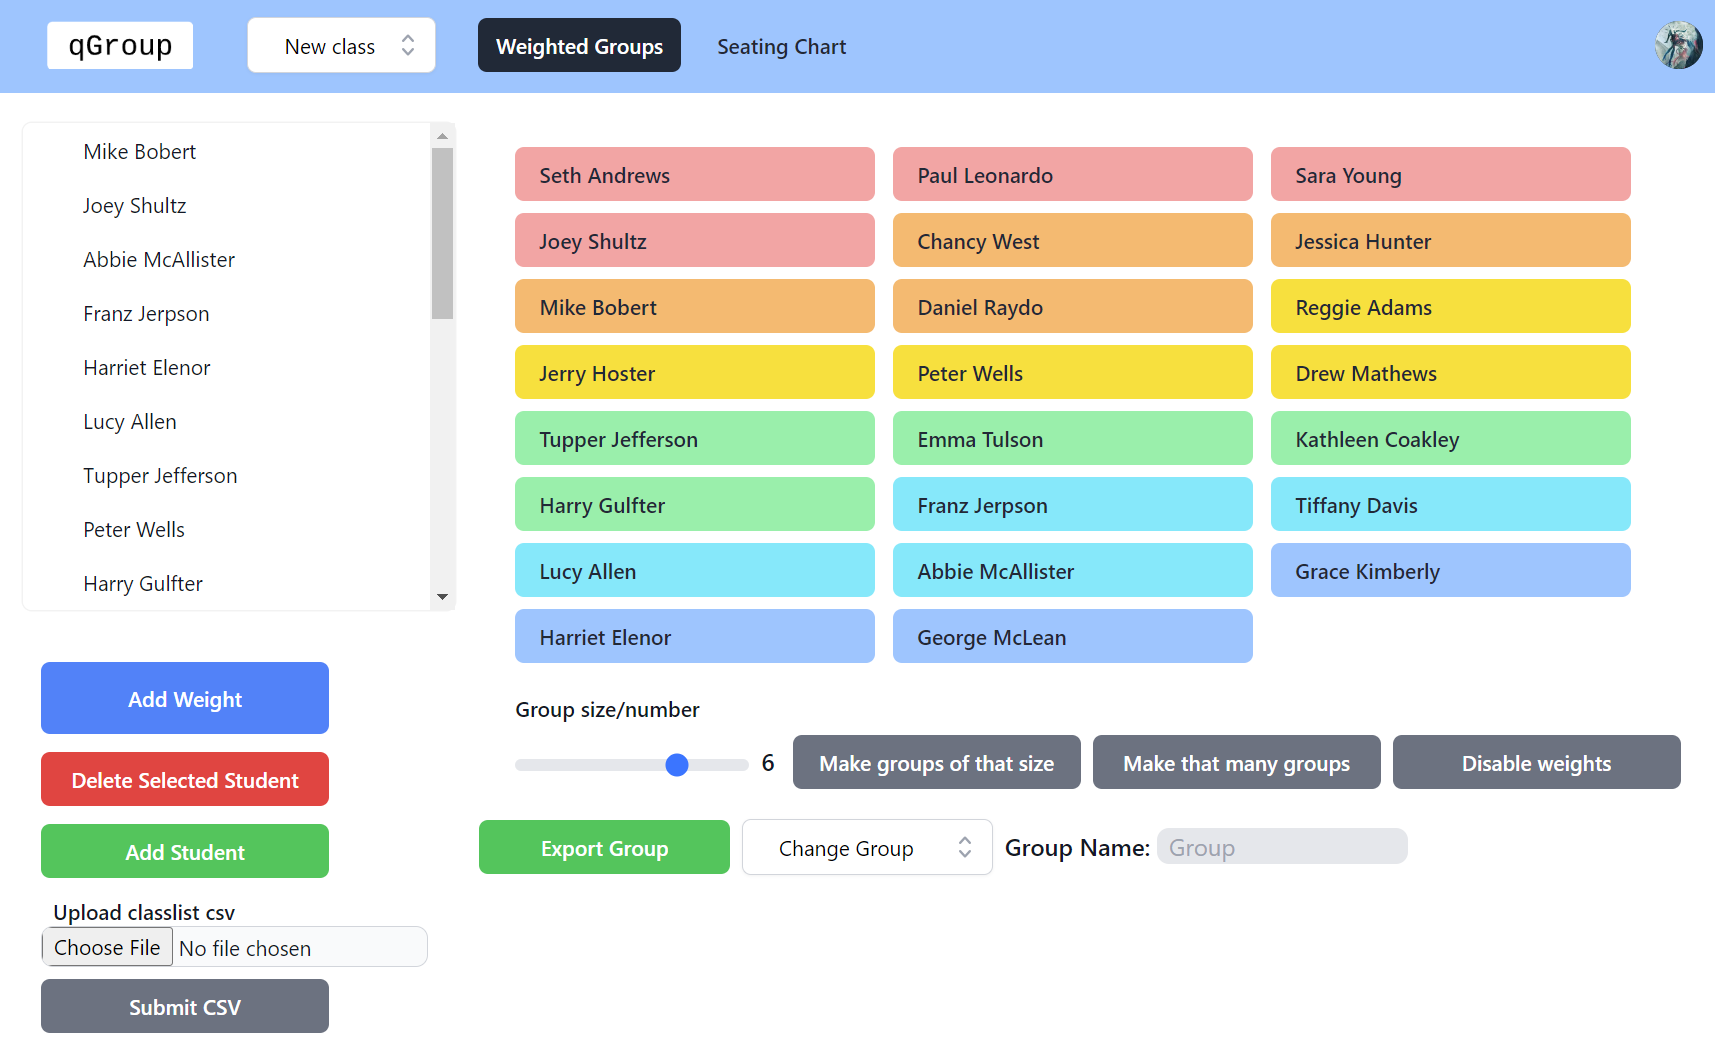 qGroup
New class
Weighted Groups
Seating Chart
Mike Bobert
Joey Shultz
Abbie McAllister
Franz Jerpson
Harriet Elenor
Lucy Allen
Tupper Jefferson
Peter Wells
Harry Gulfter
Add Weight
Delete Selected Student
Add Student
Upload classlist csv
Choose File No file chosen
Submit CSV
Seth Andrews
Paul Leonardo
Sara Young
Joey Shultz
Chancy West
Jessica Hunter
Mike Bobert
Daniel Raydo
Reggie Adams
Jerry Hoster
Peter Wells
Drew Mathews
Tupper Jefferson
Emma Tulson
Kathleen Coakley
Harry Gulfter
Franz Jerpson
Tiffany Davis
Lucy Allen
Abbie McAllister
Grace Kimberly
Harriet Elenor
George McLean
Group size/number
6
Make groups of that size
Make that many groups
Disable weights
Export Group
Change Group
Group Name: Group